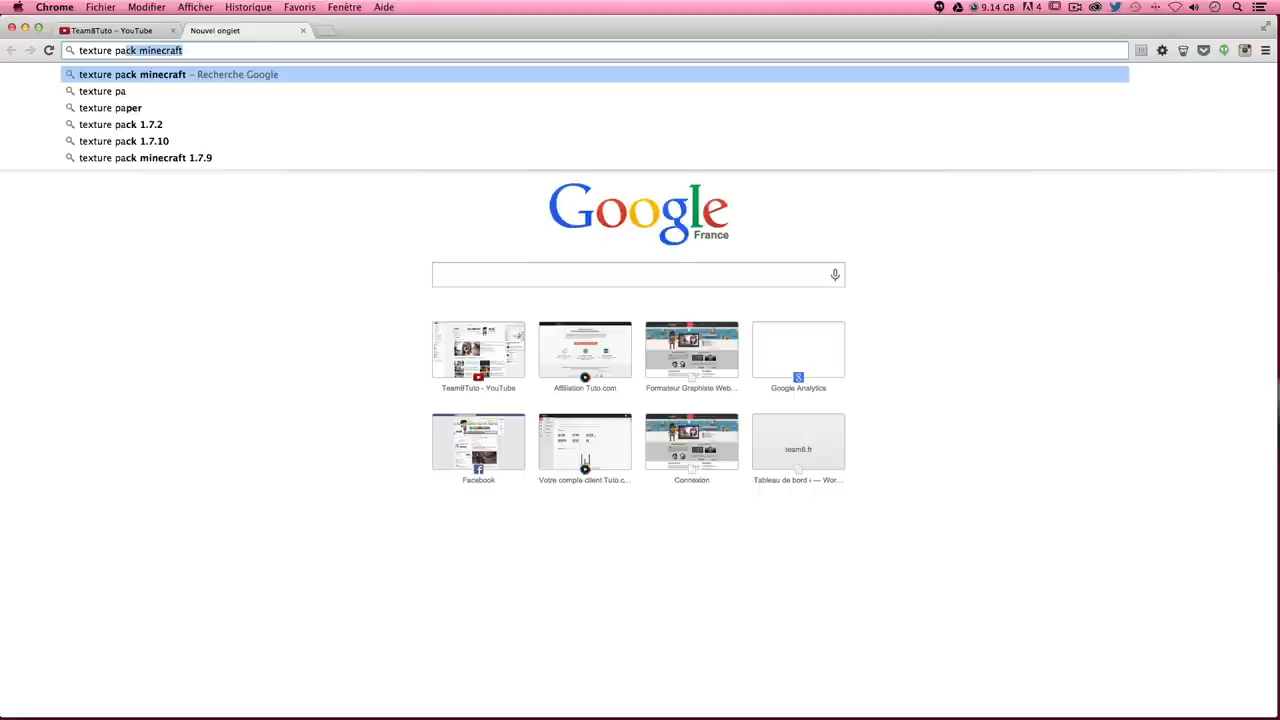 Chrome Fichier Modifier Afficher Historique Favoris Fenêtre Aide 9.14 GB 4
Team8Tuto - YouTube Nouvel onglet
texture pack minecraft
texture pack minecraft – Recherche Google
texture pa
texture paper
texture pack 1.7.2
texture pack 1.7.10
texture pack minecraft 1.7.9
Google
France
Team8Tuto - YouTube Affiliation Tuto.com Formateur Graphiste Web... Google Analytics
team8.fr
Facebook Votre compte client Tuto.c... Connexion Tableau de bord ‹ — Wor...